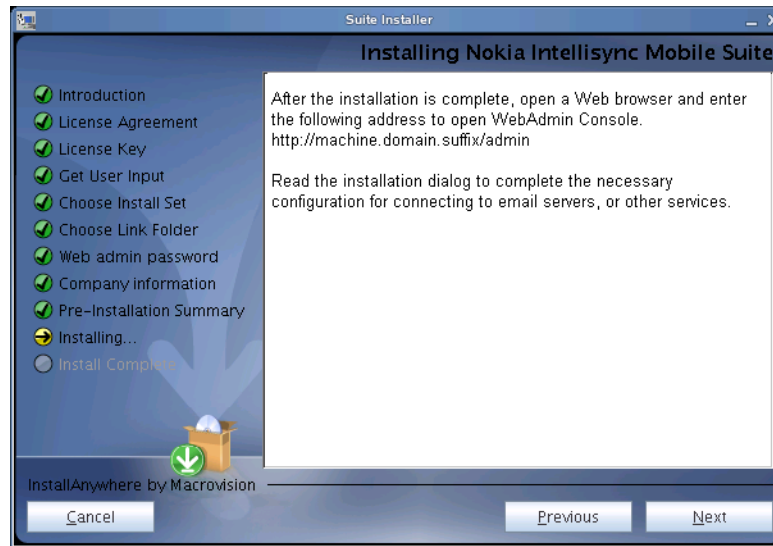 Suite Installer
Installing Nokia Intellisync Mobile Suite
Introduction
License Agreement
License Key
Get User Input
Choose Install Set
Choose Link Folder
Web admin password
Company information
Pre-Installation Summary
Installing...
Install Complete
After the installation is complete, open a Web browser and enter
the following address to open WebAdmin Console.
http://machine.domain.suffix/admin
Read the installation dialog to complete the necessary
configuration for connecting to email servers, or other services.
InstallAnywhere by Macrovision
Cancel
Previous
Next